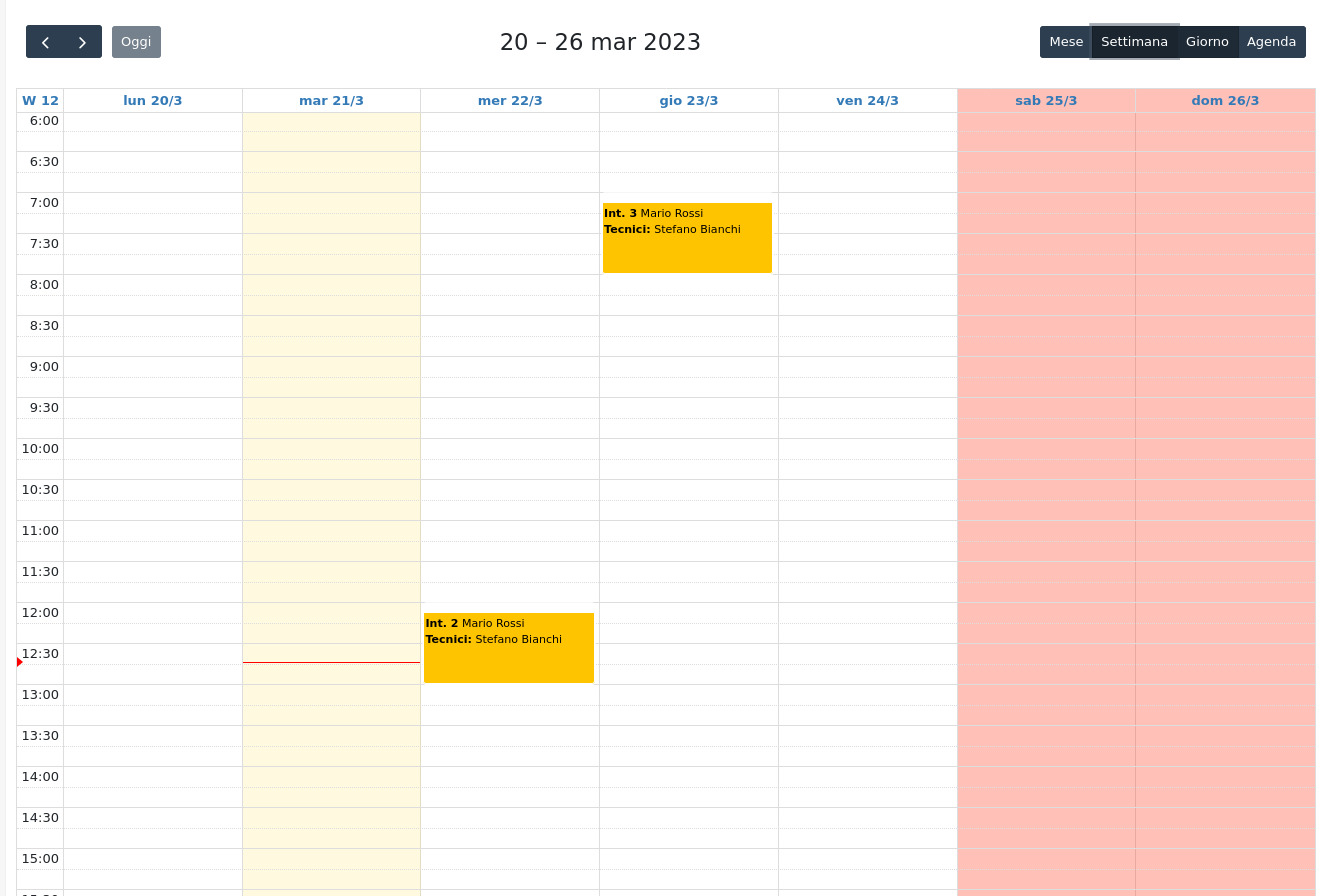 Oggi
20 – 26 mar 2023
Mese Settimana Giorno Agenda
W 12 lun 20/3 mar 21/3 mer 22/3 gio 23/3 ven 24/3 sab 25/3 dom 26/3
6:00
6:30
7:00
Int. 3 Mario Rossi
Tecnici: Stefano Bianchi
7:30
8:00
8:30
9:00
9:30
10:00
10:30
11:00
11:30
12:00
Int. 2 Mario Rossi
Tecnici: Stefano Bianchi
12:30
13:00
13:30
14:00
14:30
15:00